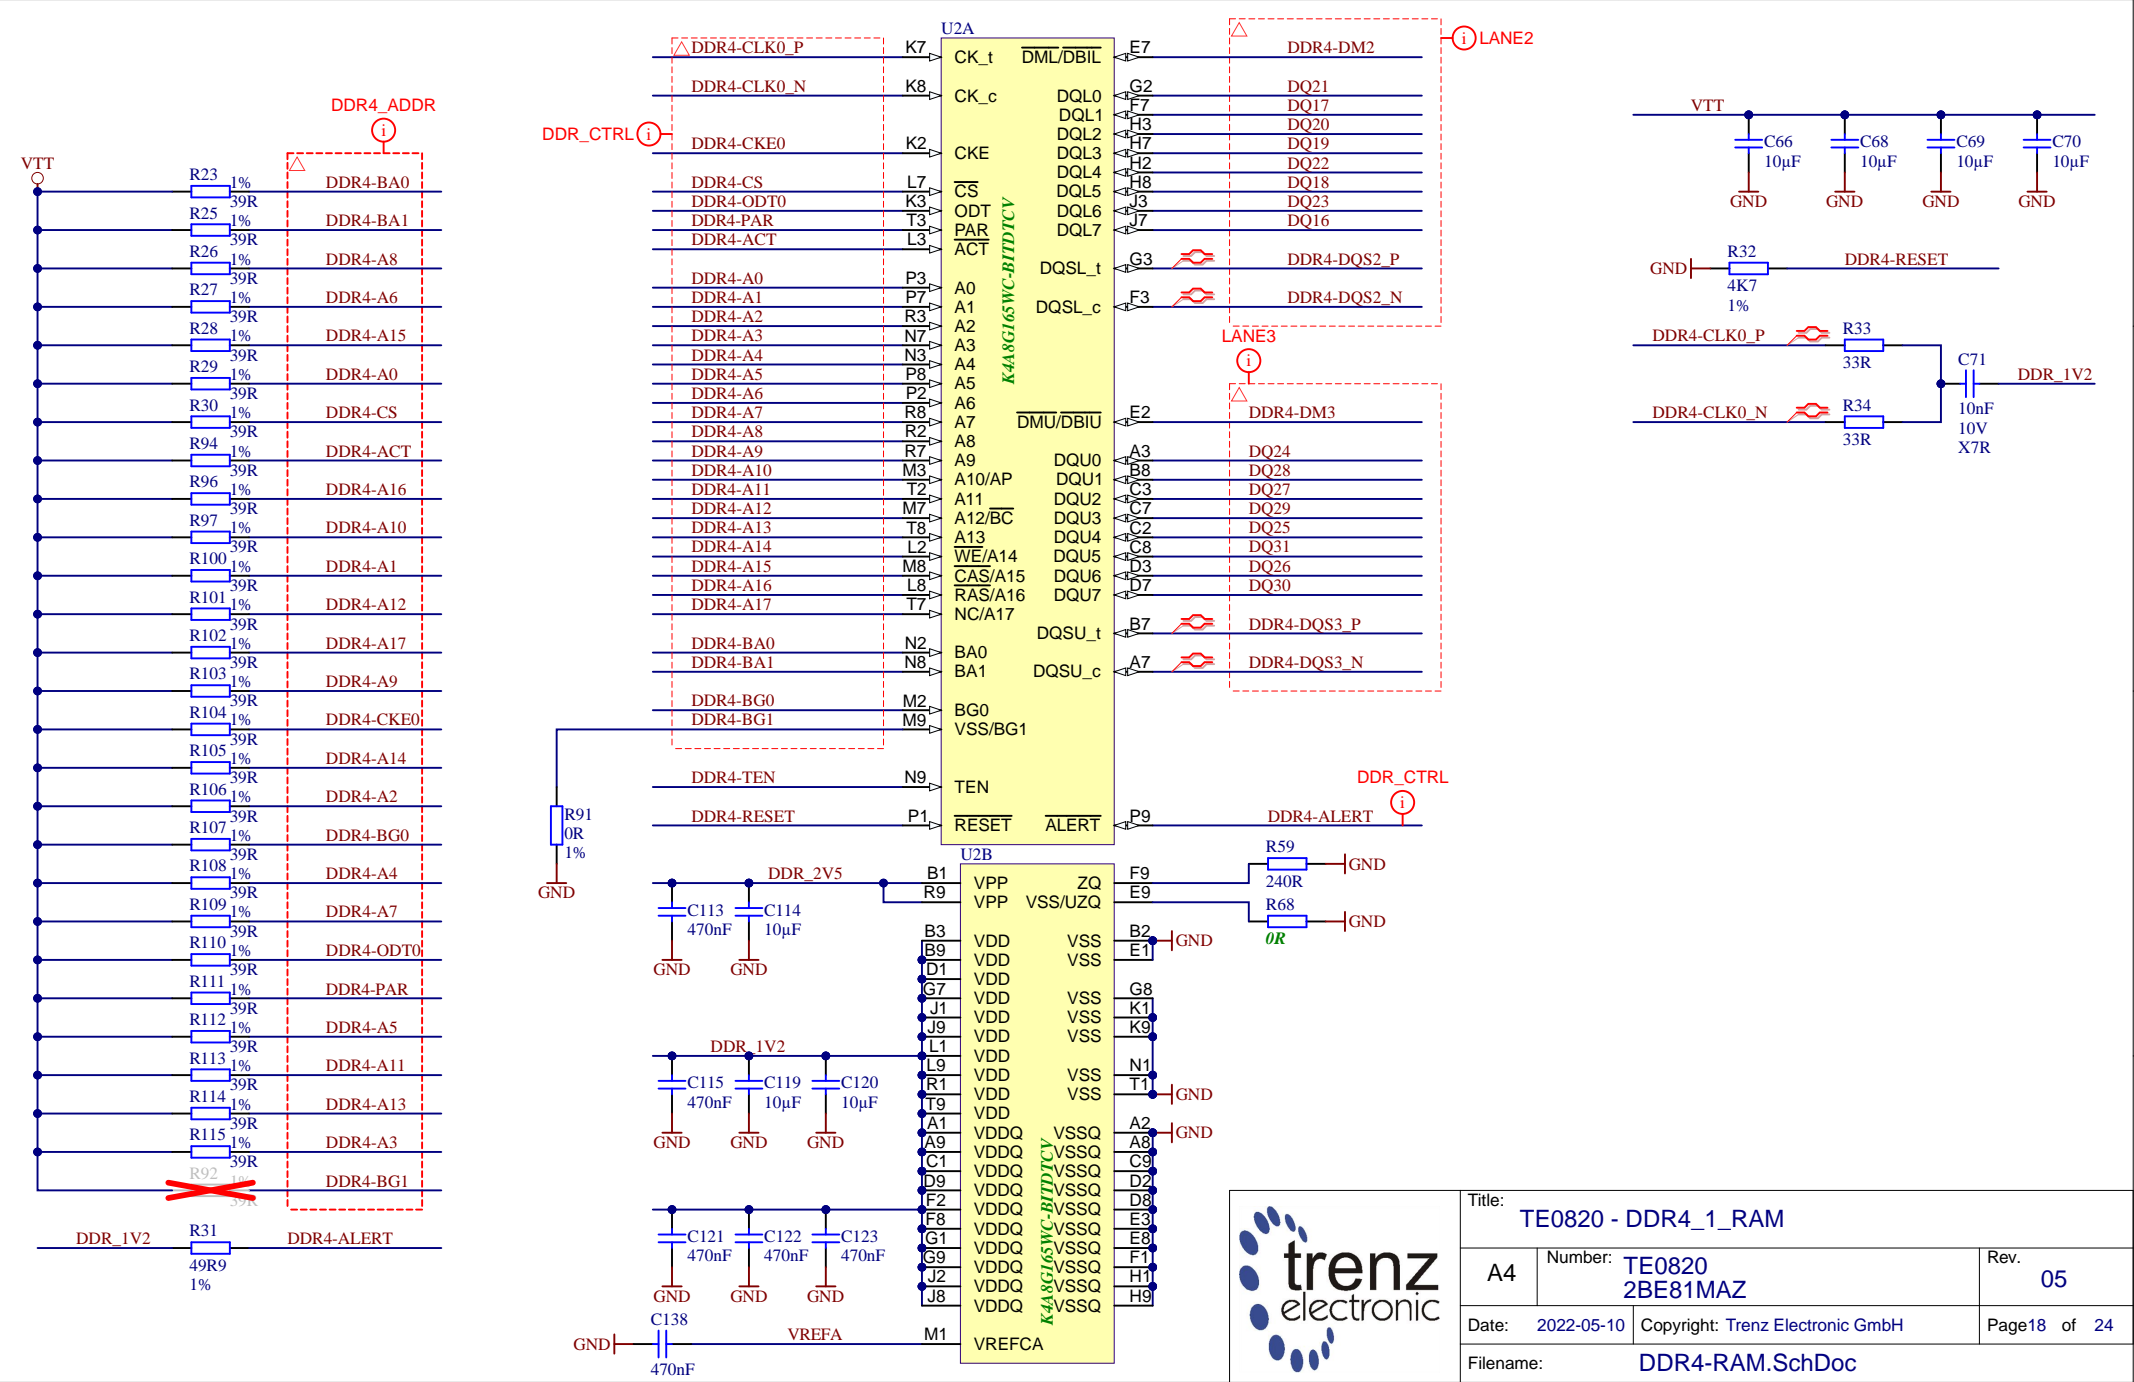 DDR4_ADDR
i
VTT
R23 1% 39R DDR4-BA0
R25 1% 39R DDR4-BA1
R26 1% 39R DDR4-A8
R27 1% 39R DDR4-A6
R28 1% 39R DDR4-A15
R29 1% 39R DDR4-A0
R30 1% 39R DDR4-CS
R94 1% 39R DDR4-ACT
R96 1% 39R DDR4-A16
R97 1% 39R DDR4-A10
R100 1% 39R DDR4-A1
R101 1% 39R DDR4-A12
R102 1% 39R DDR4-A17
R103 1% 39R DDR4-A9
R104 1% 39R DDR4-CKE0
R105 1% 39R DDR4-A14
R106 1% 39R DDR4-A2
R107 1% 39R DDR4-BG0
R108 1% 39R DDR4-A4
R109 1% 39R DDR4-A7
R110 1% 39R DDR4-ODT0
R111 1% 39R DDR4-PAR
R112 1% 39R DDR4-A5
R113 1% 39R DDR4-A11
R114 1% 39R DDR4-A13
R115 1% 39R DDR4-A3
R92 1% 39R DDR4-BG1
DDR_1V2 R31 DDR4-ALERT
49R9
1%
U2A
DDR_CTRL i
DDR4-CLK0_P K7 CK_t
DDR4-CLK0_N K8 CK_c
DDR4-CKE0 K2 CKE
DDR4-CS L7 CS
DDR4-ODT0 K3 ODT
DDR4-PAR T3 PAR
DDR4-ACT L3 ACT
DDR4-A0 P3 A0
DDR4-A1 P7 A1
DDR4-A2 R3 A2
DDR4-A3 N7 A3
DDR4-A4 N3 A4
DDR4-A5 P8 A5
DDR4-A6 P2 A6
DDR4-A7 R8 A7
DDR4-A8 R2 A8
DDR4-A9 R7 A9
DDR4-A10 M3 A10/AP
DDR4-A11 T2 A11
DDR4-A12 M7 A12/BC
DDR4-A13 T8 A13
DDR4-A14 L2 WE/A14
DDR4-A15 M8 CAS/A15
DDR4-A16 L8 RAS/A16
DDR4-A17 T7 NC/A17
DDR4-BA0 N2 BA0
DDR4-BA1 N8 BA1
DDR4-BG0 M2 BG0
DDR4-BG1 M9 VSS/BG1
DDR4-TEN N9 TEN
DDR4-RESET P1 RESET
R91
0R
1%
GND
K4A8G165WC-BITDTCV
i LANE2
DML/DBIL E7 DDR4-DM2
DQL0 G2 DQ21
DQL1 F7 DQ17
DQL2 H3 DQ20
DQL3 H7 DQ19
DQL4 H2 DQ22
DQL5 H8 DQ18
DQL6 J3 DQ23
DQL7 J7 DQ16
DQSL_t G3 DDR4-DQS2_P
DQSL_c F3 DDR4-DQS2_N
LANE3
i
DMU/DBIU E2 DDR4-DM3
DQU0 A3 DQ24
DQU1 B8 DQ28
DQU2 C3 DQ27
DQU3 C7 DQ29
DQU4 C2 DQ25
DQU5 C8 DQ31
DQU6 D3 DQ26
DQU7 D7 DQ30
DQSU_t B7 DDR4-DQS3_P
DQSU_c A7 DDR4-DQS3_N
DDR_CTRL
i
ALERT P9 DDR4-ALERT
U2B
DDR_2V5 B1 VPP
R9 VPP
C113 470nF GND
C114 10µF GND
B3 VDD
B9 VDD
D1 VDD
G7 VDD
J1 VDD
J9 VDD
DDR_1V2 L1 VDD
L9 VDD
R1 VDD
T9 VDD
C115 470nF GND
C119 10µF GND
C120 10µF GND
A1 VDDQ
A9 VDDQ
C1 VDDQ
D9 VDDQ
F2 VDDQ
F8 VDDQ
G1 VDDQ
G9 VDDQ
J2 VDDQ
J8 VDDQ
C121 470nF GND
C122 470nF GND
C123 470nF GND
GND C138 470nF VREFA M1 VREFCA
K4A8G165WC-BITDTCV
ZQ F9 R59 240R GND
VSS/UZQ E9 R68 0R GND
VSS B2 GND
VSS E1
VSS G8
VSS K1
VSS K9
VSS N1
VSS T1 GND
VSSQ A2 GND
VSSQ A8
VSSQ C9
VSSQ D2
VSSQ D8
VSSQ E3
VSSQ E8
VSSQ F1
VSSQ H1
VSSQ H9
VTT
C66 10µF GND
C68 10µF GND
C69 10µF GND
C70 10µF GND
GND R32 DDR4-RESET
4K7
1%
DDR4-CLK0_P R33
33R
C71 DDR_1V2
10nF
10V
X7R
DDR4-CLK0_N R34
33R
trenz
electronic
Title:
TE0820 - DDR4_1_RAM
A4 Number: TE0820
2BE81MAZ
Rev.
05
Date: 2022-05-10 Copyright: Trenz Electronic GmbH Page18 of 24
Filename: DDR4-RAM.SchDoc